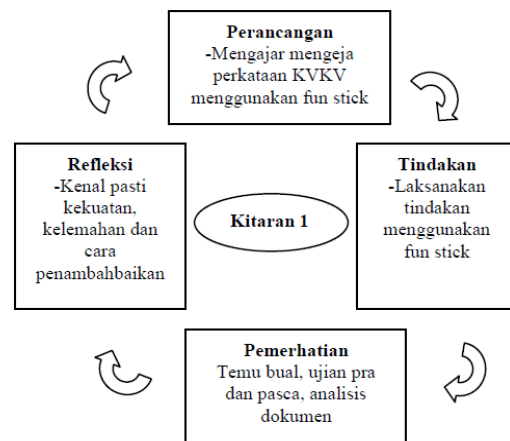 Perancangan
-Mengajar mengeja
perkataan KVKV
menggunakan fun stick
Refleksi
-Kenal pasti
kekuatan,
kelemahan dan
cara
penambahbaikan
Kitaran 1
Tindakan
-Laksanakan
tindakan
menggunakan
fun stick
Pemerhatian
Temu bual, ujian pra
dan pasca, analisis
dokumen